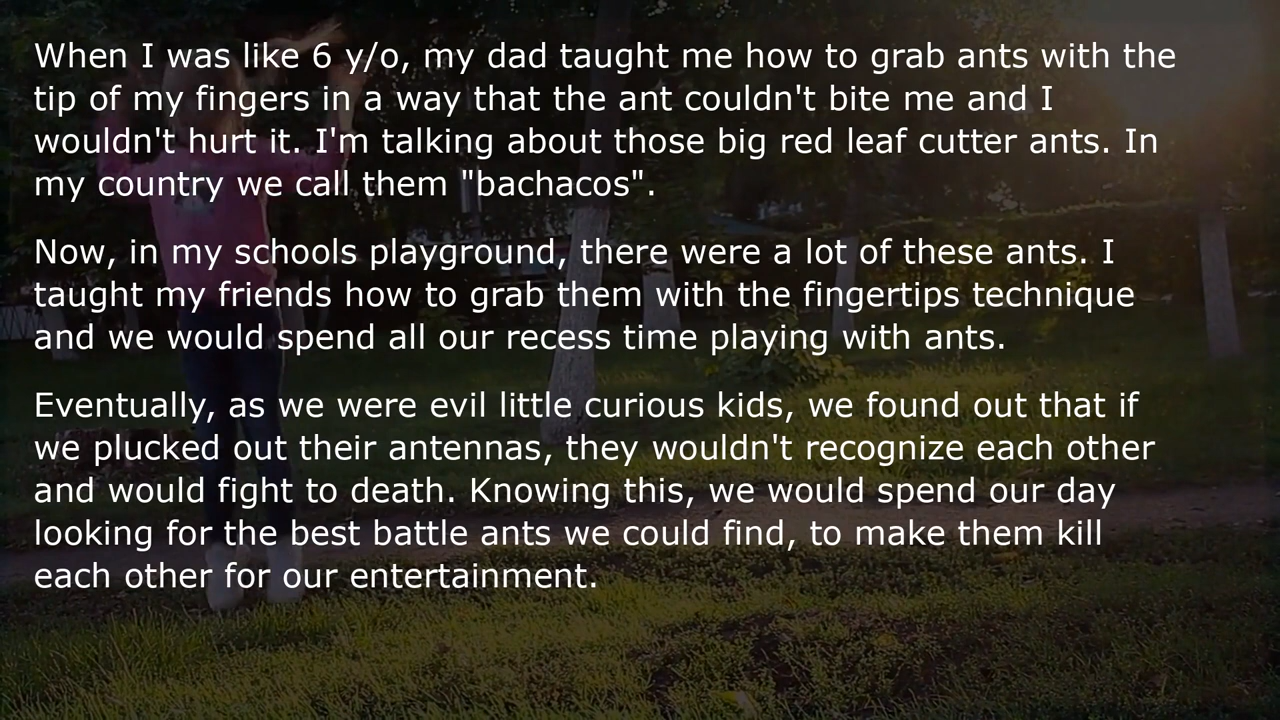 When I was like 6 y/o, my dad taught me how to grab ants with the
tip of my fingers in a way that the ant couldn't bite me and I
wouldn't hurt it. I'm talking about those big red leaf cutter ants. In
my country we call them "bachacos".
Now, in my schools playground, there were a lot of these ants. I
taught my friends how to grab them with the fingertips technique
and we would spend all our recess time playing with ants.
Eventually, as we were evil little curious kids, we found out that if
we plucked out their antennas, they wouldn't recognize each other
and would fight to death. Knowing this, we would spend our day
looking for the best battle ants we could find, to make them kill
each other for our entertainment.